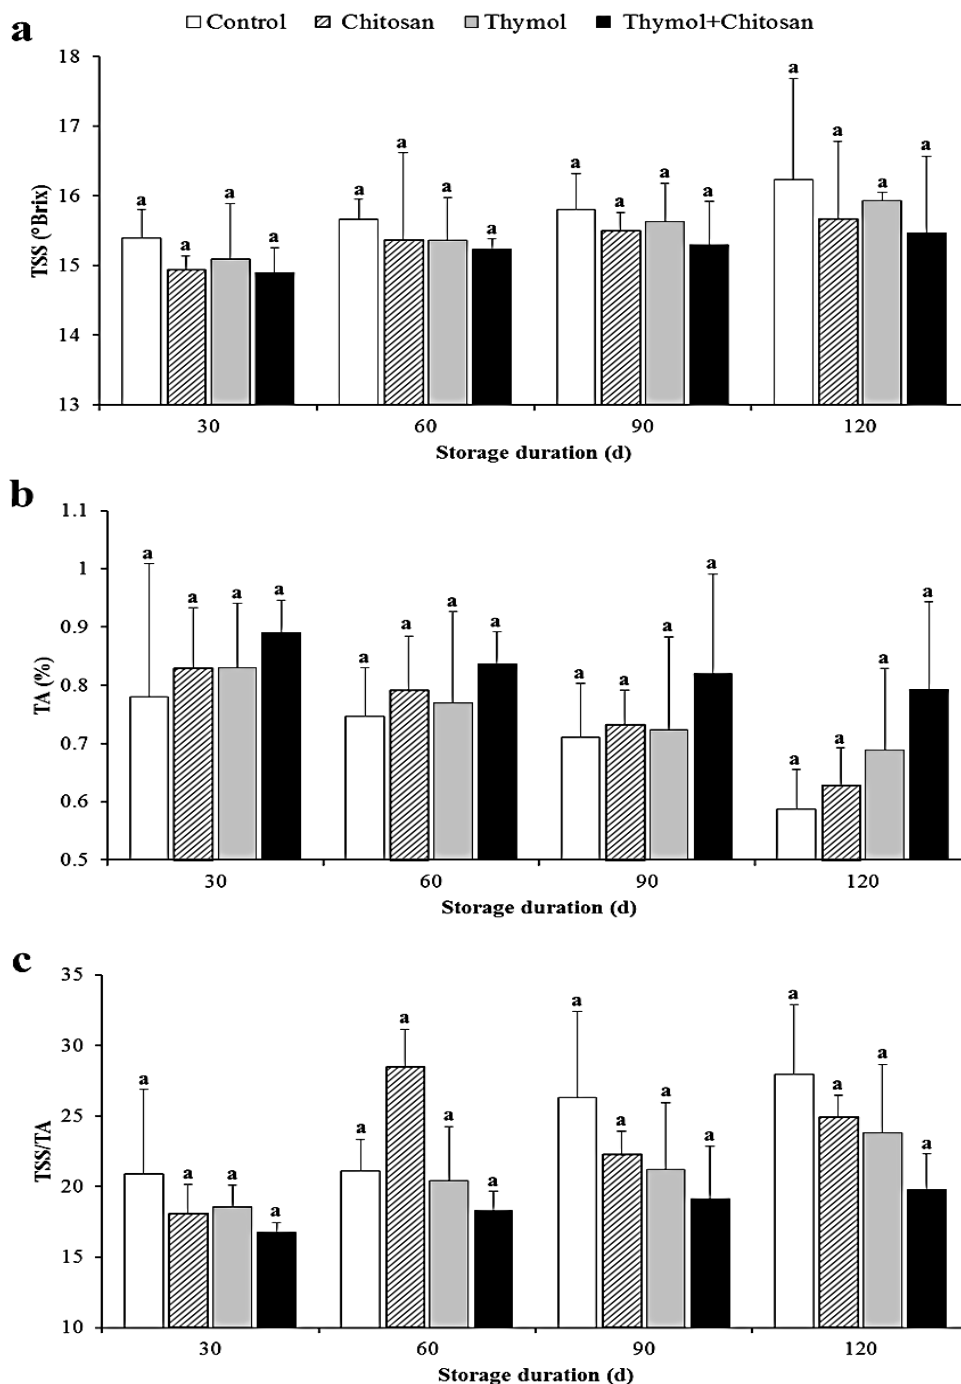 a
Control Chitosan Thymol Thymol+Chitosan
18
17
16
15
14
13
TSS (°Brix)
a a a a a a a a a a a a a a a a
30 60 90 120
Storage duration (d)
b
1.1
1
0.9
0.8
0.7
0.6
0.5
TA (%)
a a a a a a a a a a a a a a a a
30 60 90 120
Storage duration (d)
c
35
30
25
20
15
10
TSS/TA
a a a a a a a a a a a a a a a a
30 60 90 120
Storage duration (d)